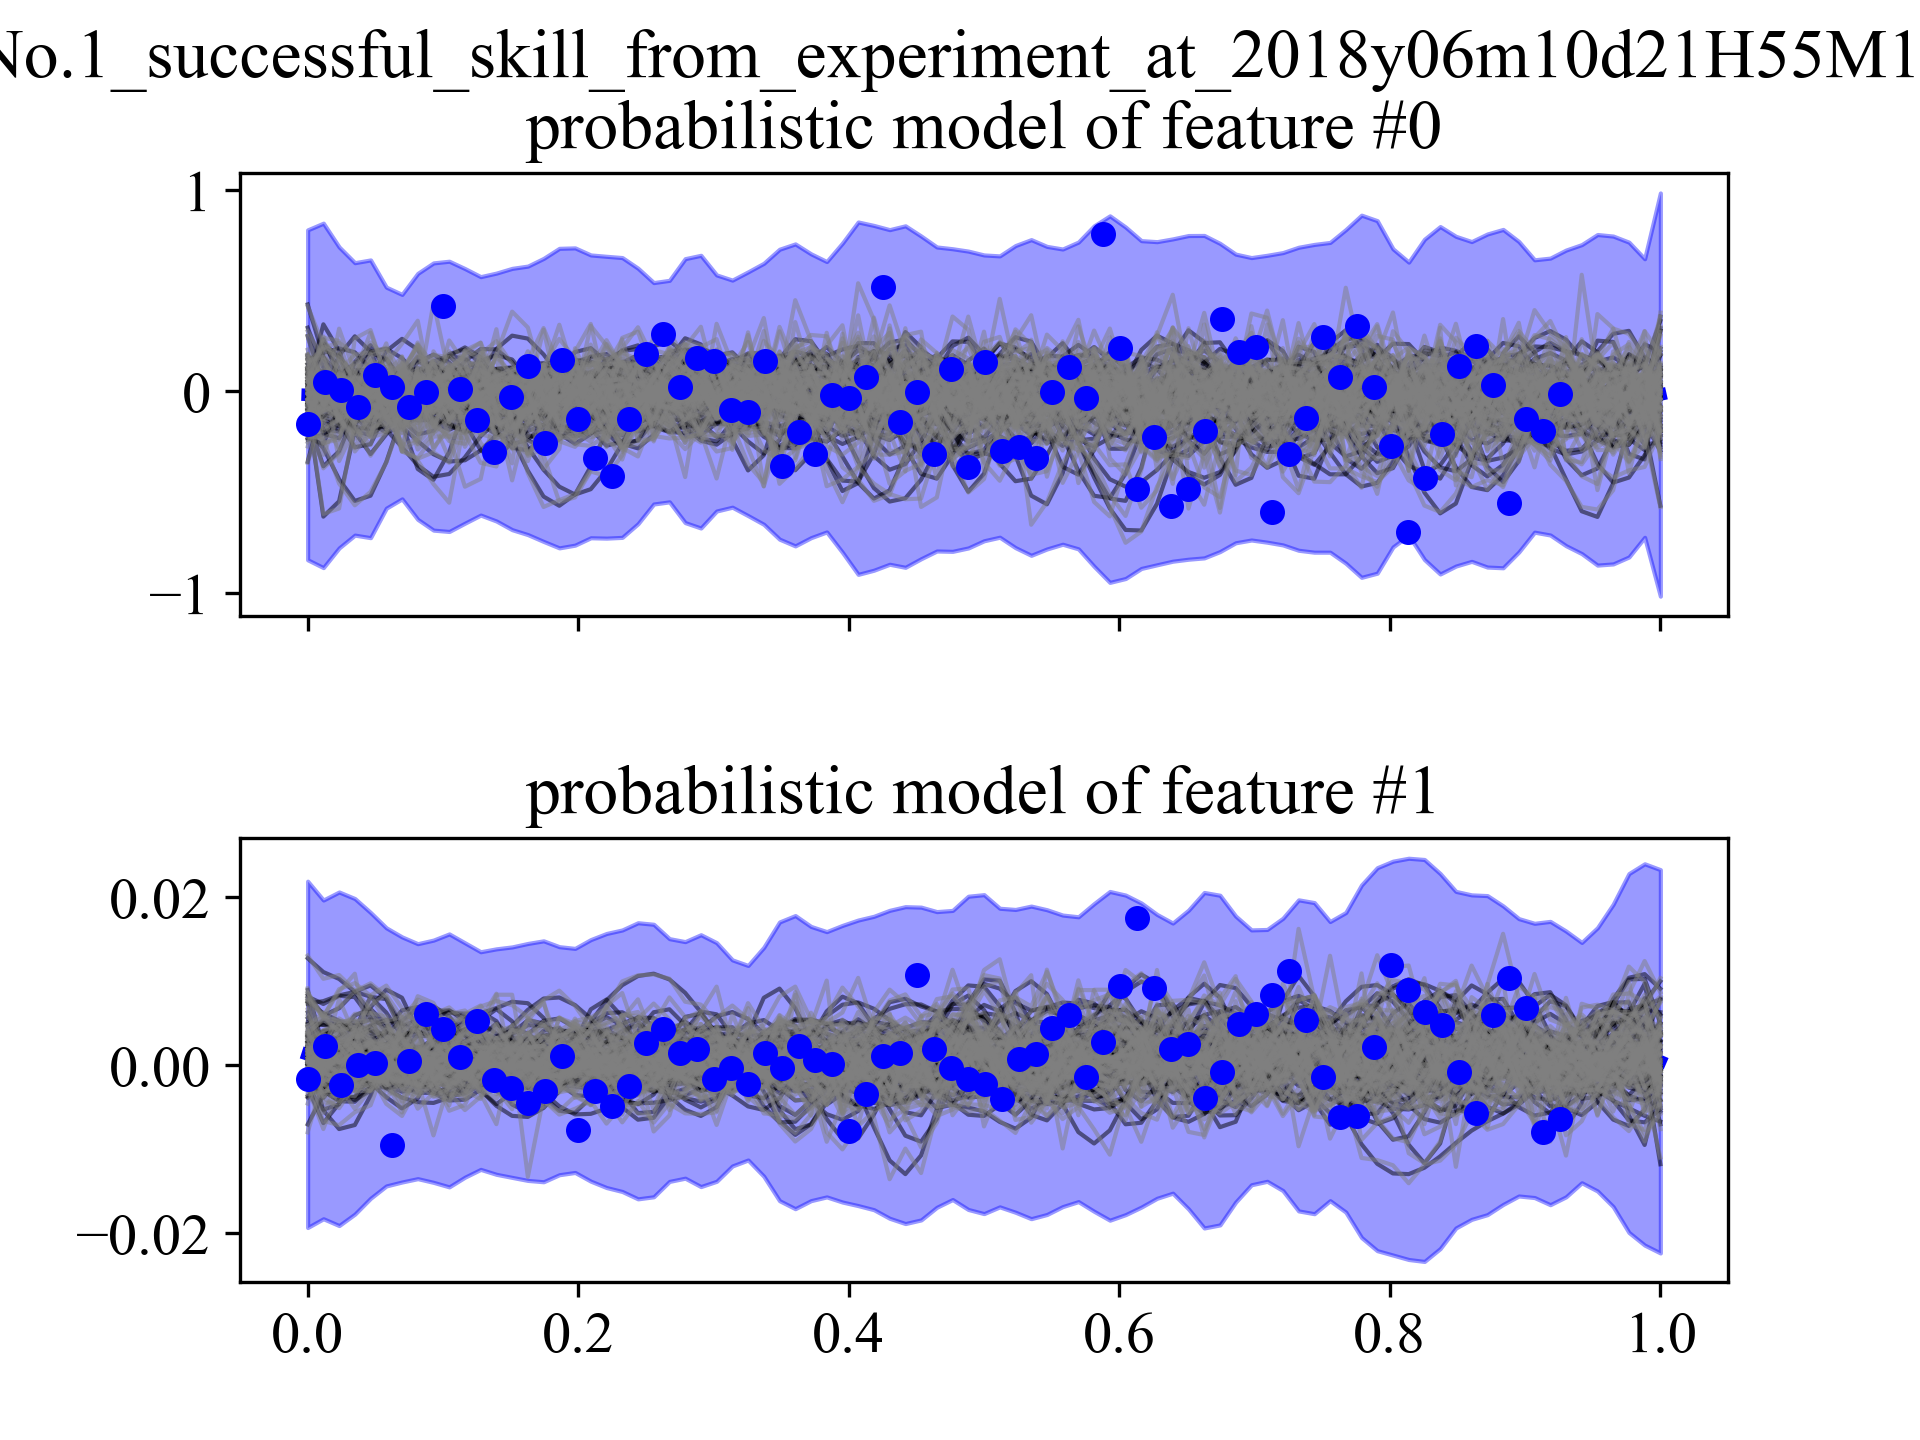 No.1_successful_skill_from_experiment_at_2018y06m10d21H55M1
probabilistic model of feature #0
1
0
−1
probabilistic model of feature #1
0.02
0.00
−0.02
0.0 0.2 0.4 0.6 0.8 1.0